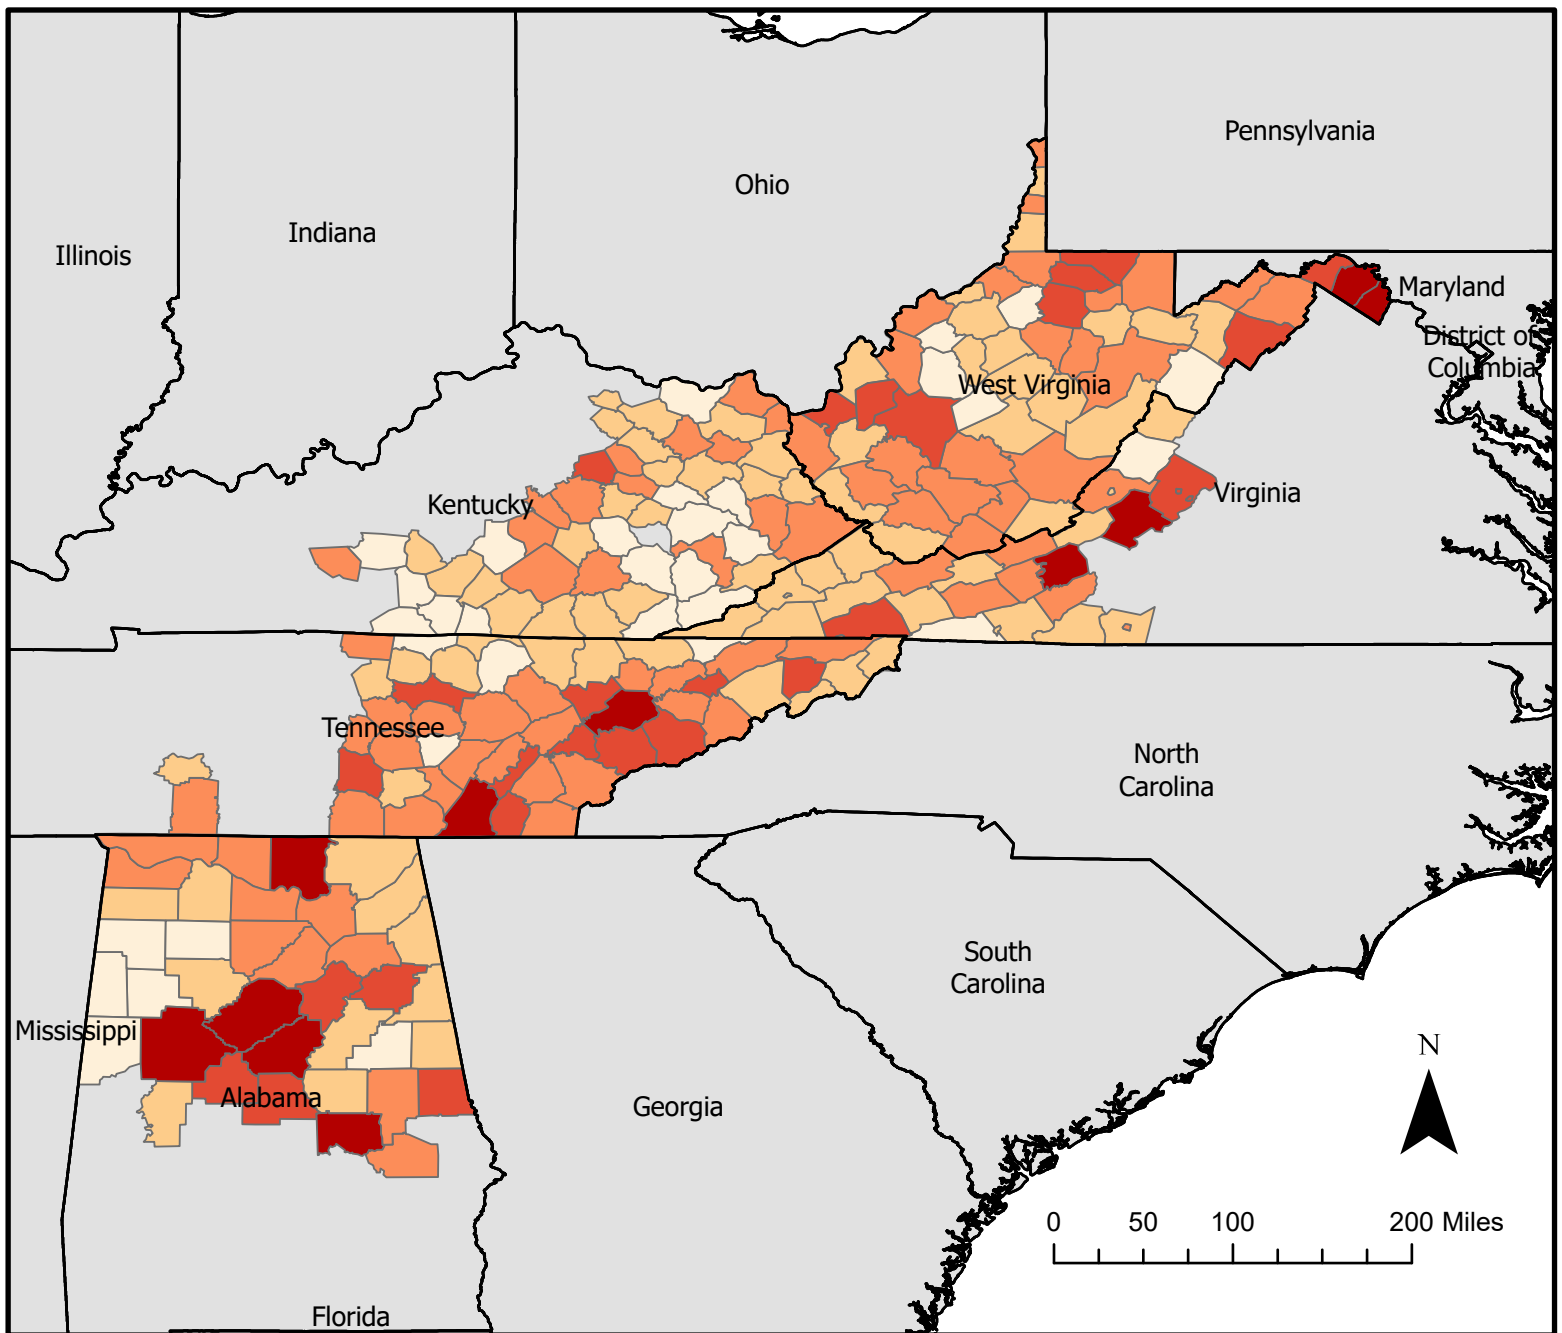 Pennsylvania
Ohio
Indiana
Illinois
Maryland
District of
Columbia
West Virginia
Virginia
Kentucky
Tennessee
North
Carolina
South
Carolina
Mississippi
Alabama
Georgia
N
0 50 100 200 Miles
Florida